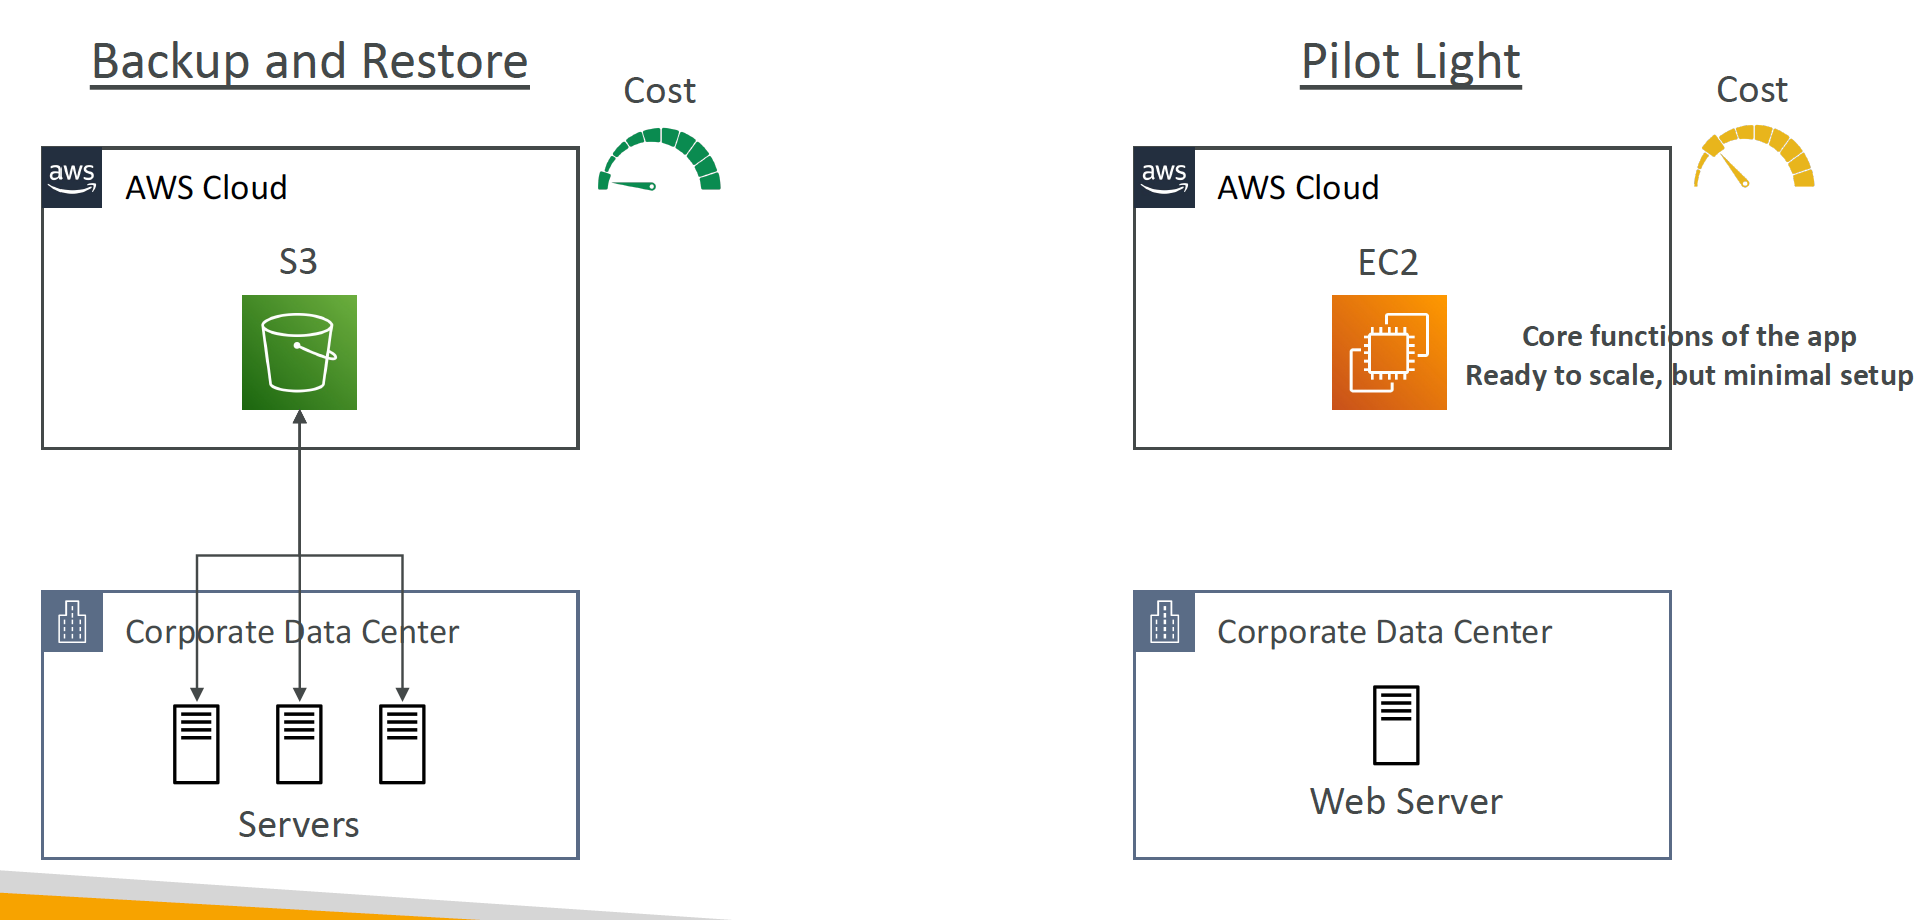 Backup and Restore
Cost
aws
AWS Cloud
S3
Corporate Data Center
Servers
Pilot Light
Cost
aws
AWS Cloud
EC2
Core functions of the app
Ready to scale, but minimal setup
Corporate Data Center
Web Server